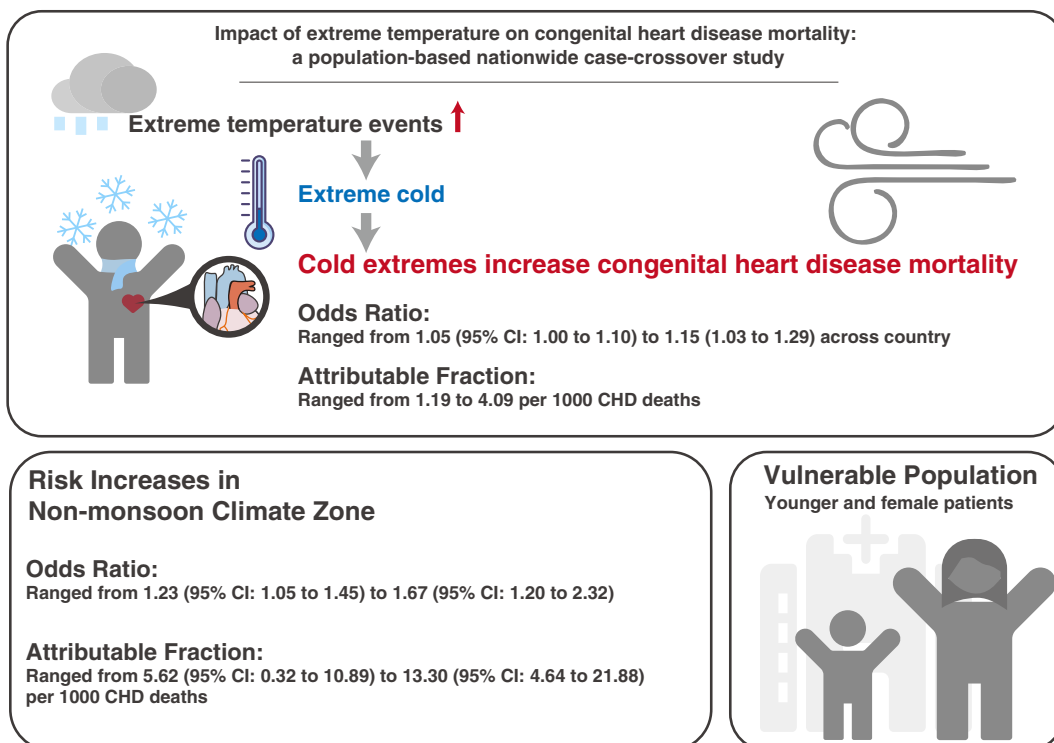 Impact of extreme temperature on congenital heart disease mortality:
a population-based nationwide case-crossover study
Extreme temperature events
Extreme cold
Cold extremes increase congenital heart disease mortality
Odds Ratio:
Ranged from 1.05 (95% CI: 1.00 to 1.10) to 1.15 (1.03 to 1.29) across country
Attributable Fraction:
Ranged from 1.19 to 4.09 per 1000 CHD deaths
Risk Increases in
Non-monsoon Climate Zone
Odds Ratio:
Ranged from 1.23 (95% CI: 1.05 to 1.45) to 1.67 (95% CI: 1.20 to 2.32)
Attributable Fraction:
Ranged from 5.62 (95% CI: 0.32 to 10.89) to 13.30 (95% CI: 4.64 to 21.88)
per 1000 CHD deaths
Vulnerable Population
Younger and female patients